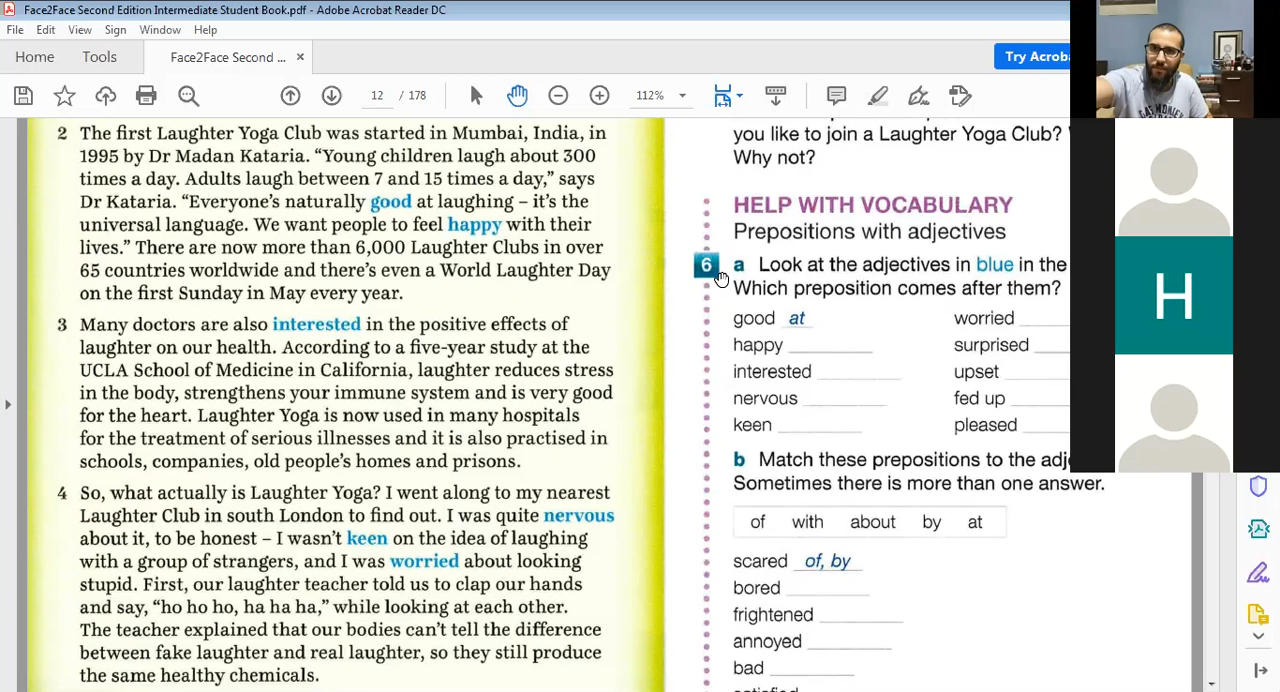 Face2Face Second Edition Intermediate Student Book.pdf - Adobe Acrobat Reader DC
File Edit View Sign Window Help
Home Tools Face2Face Second ... × Try Acroba
12 / 178 112%
2 The first Laughter Yoga Club was started in Mumbai, India, in
1995 by Dr Madan Kataria. “Young children laugh about 300
times a day. Adults laugh between 7 and 15 times a day,” says
Dr Kataria. “Everyone’s naturally good at laughing – it’s the
universal language. We want people to feel happy with their
lives.” There are now more than 6,000 Laughter Clubs in over
65 countries worldwide and there’s even a World Laughter Day
on the first Sunday in May every year.
3 Many doctors are also interested in the positive effects of
laughter on our health. According to a five-year study at the
UCLA School of Medicine in California, laughter reduces stress
in the body, strengthens your immune system and is very good
for the heart. Laughter Yoga is now used in many hospitals
for the treatment of serious illnesses and it is also practised in
schools, companies, old people’s homes and prisons.
4 So, what actually is Laughter Yoga? I went along to my nearest
Laughter Club in south London to find out. I was quite nervous
about it, to be honest – I wasn’t keen on the idea of laughing
with a group of strangers, and I was worried about looking
stupid. First, our laughter teacher told us to clap our hands
and say, “ho ho ho, ha ha ha,” while looking at each other.
The teacher explained that our bodies can’t tell the difference
between fake laughter and real laughter, so they still produce
the same healthy chemicals.
you like to join a Laughter Yoga Club?
Why not?
HELP WITH VOCABULARY
Prepositions with adjectives
6 a Look at the adjectives in blue in the
Which preposition comes after them?
good at worried
happy surprised
interested upset
nervous fed up
keen pleased
b Match these prepositions to the adj
Sometimes there is more than one answer.
of with about by at
scared of, by
bored
frightened
annoyed
bad
H